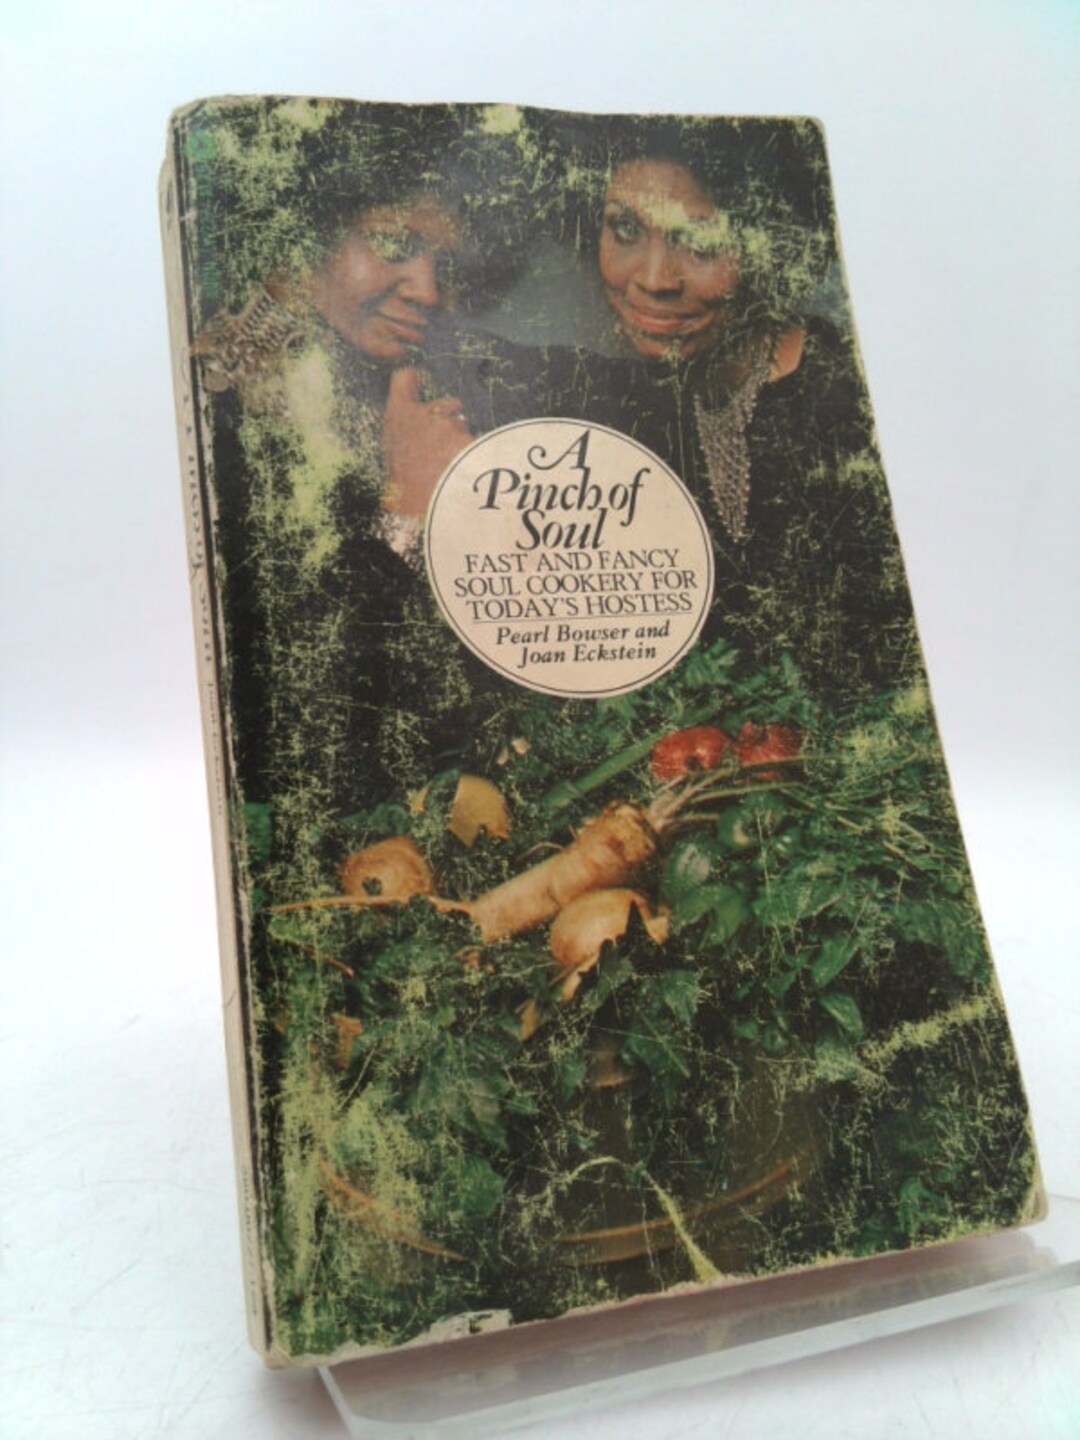 A
Pinch of
Soul
FAST AND FANCY
SOUL COOKERY FOR
TODAY'S HOSTESS
Pearl Bowser and
Joan Eckstein